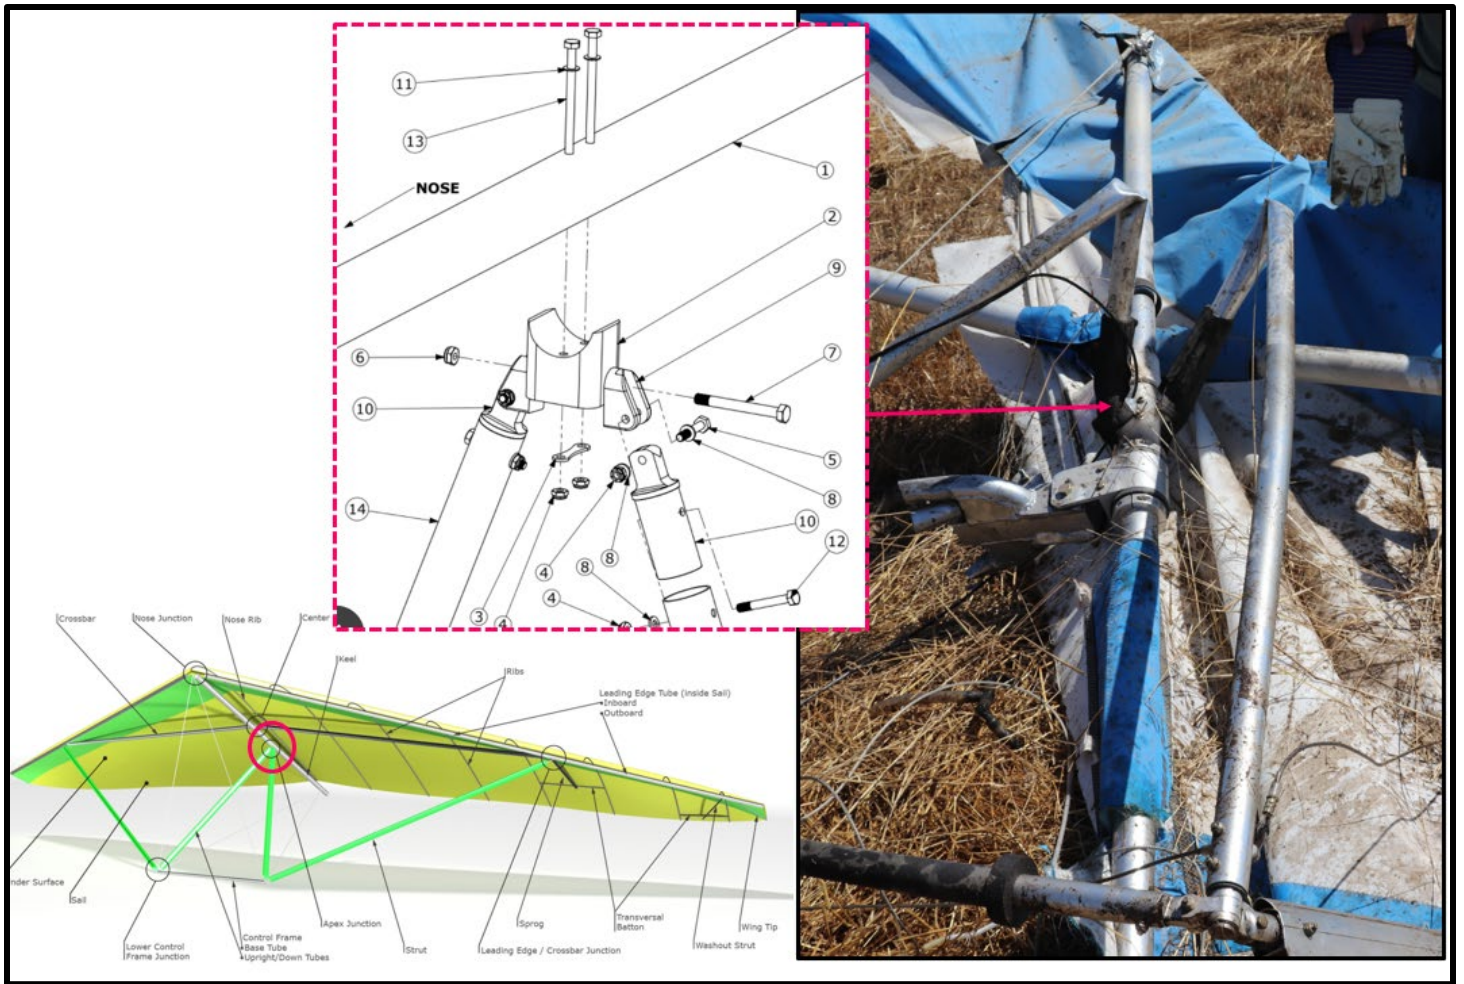 11
13
NOSE
1
2
9
6
7
10
5
8
14
10
12
4
8
8
4
3
4
Crossbar
Nose Junction
Nose Rib
Center
Keel
Ribs
Leading Edge Tube (inside Sail)
•Inboard
•Outboard
nder Surface
Sail
Lower Control
Frame Junction
Control Frame
•Base Tube
•Upright/Down Tubes
Apex Junction
Strut
Sprog
Leading Edge / Crossbar Junction
Transversal
Batton
Washout Strut
Wing Tip